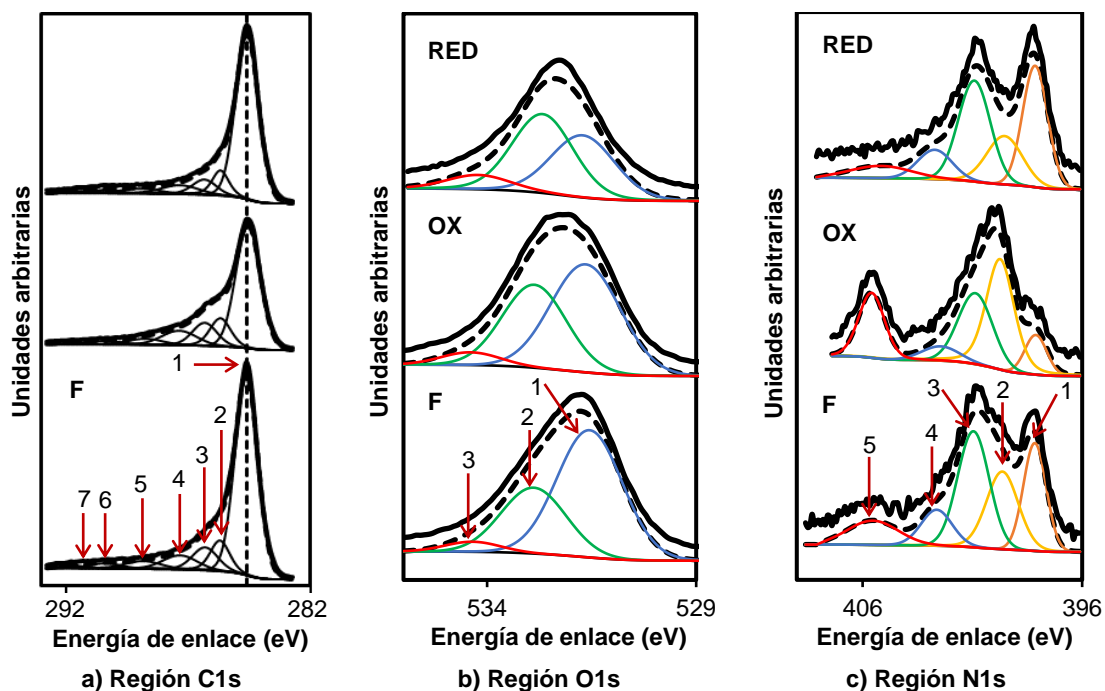 Unidades arbitrarias
F
1
2
3
4
5
6
7
292
282
Energía de enlace (eV)
a) Región C1s
Unidades arbitrarias
RED
OX
F
1
2
3
534
529
Energía de enlace (eV)
b) Región O1s
Unidades arbitrarias
RED
OX
F
3
2
1
4
5
406
396
Energía de enlace (eV)
c) Región N1s